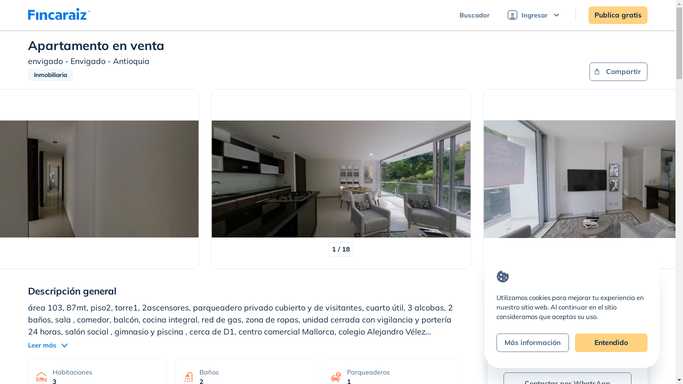 Fincaraiz
Buscador
Ingresar
Publica gratis
Apartamento en venta
envigado - Envigado - Antioquia
Inmobiliaria
Compartir
1 / 18
Descripción general
área 103, 87mt, piso2, torre1, 2ascensores, parqueadero privado cubierto y de visitantes, cuarto útil, 3 alcobas, 2
baños, sala , comedor, balcón, cocina integral, red de gas, zona de ropas, unidad cerrada con vigilancia y portería
24 horas, salón social , gimnasio y piscina , cerca de D1, centro comercial Mallorca, colegio Alejandro Vélez...
Leer más
Habitaciones
3
Baños
2
Parqueaderos
1
Utilizamos cookies para mejorar tu experiencia en
nuestro sitio web. Al continuar en el sitio
consideramos que aceptas su uso.
Más información
Entendido
Contactar por WhatsApp